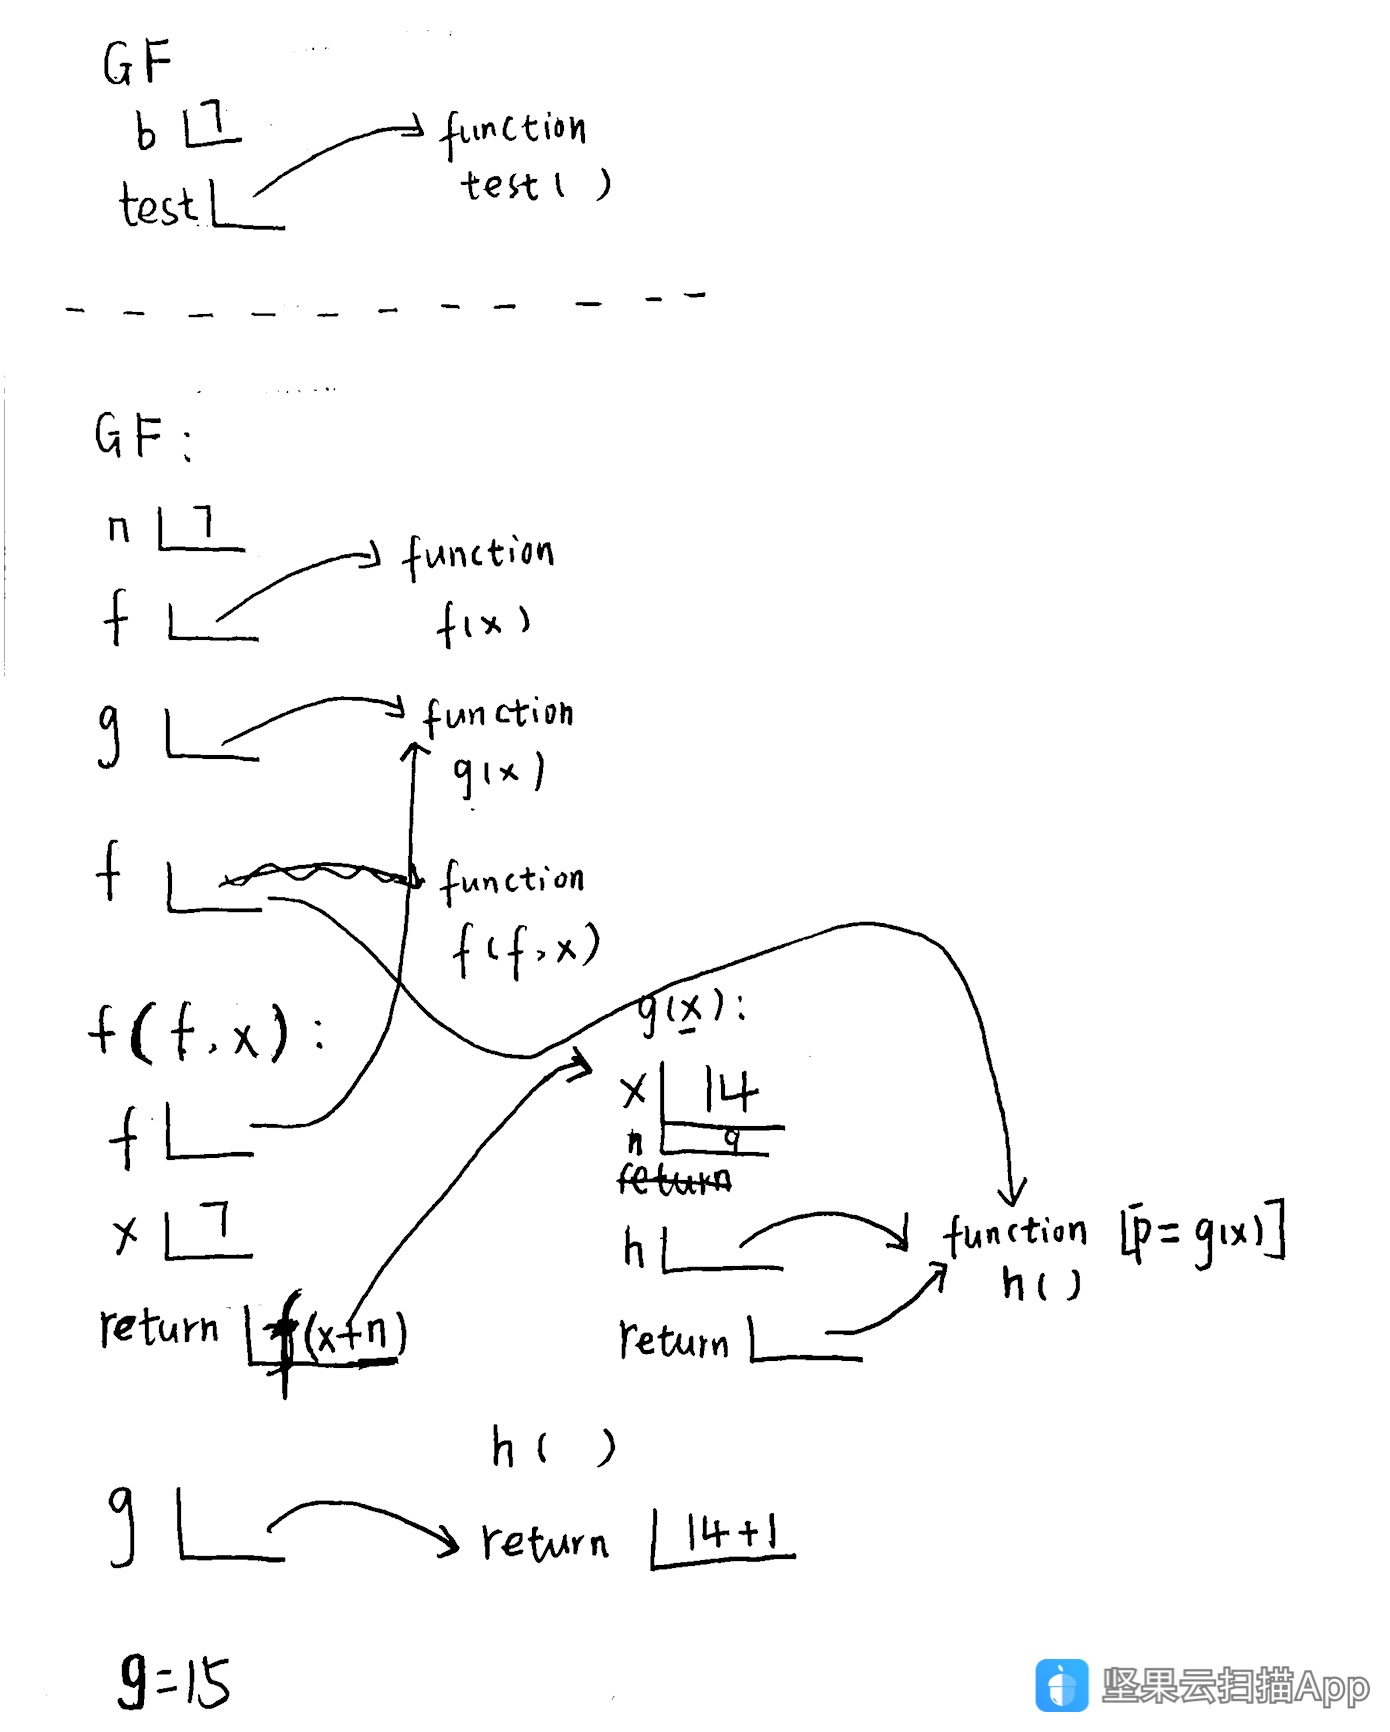 GF
b 7
function
test
test ( )
GF :
n 7
function
f
f(x)
g
function
g(x)
f
function
f(f,x)
g(x):
f(f,x):
x 14
n 9
f
return
x 7
h
function [p = g(x)]
h ( )
return f(x+n)
return
h ( )
g
return 14+1
g=15
坚果云扫描App